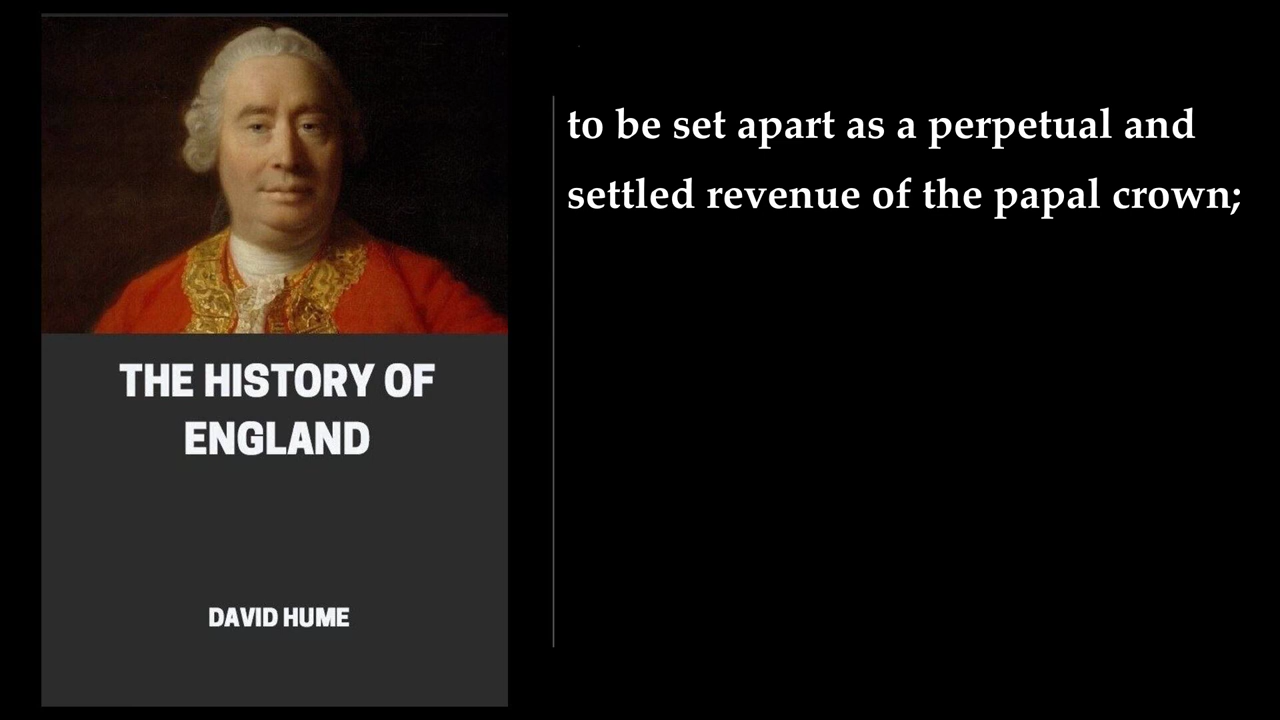 THE HISTORY OF
ENGLAND
DAVID HUME
to be set apart as a perpetual and
settled revenue of the papal crown;